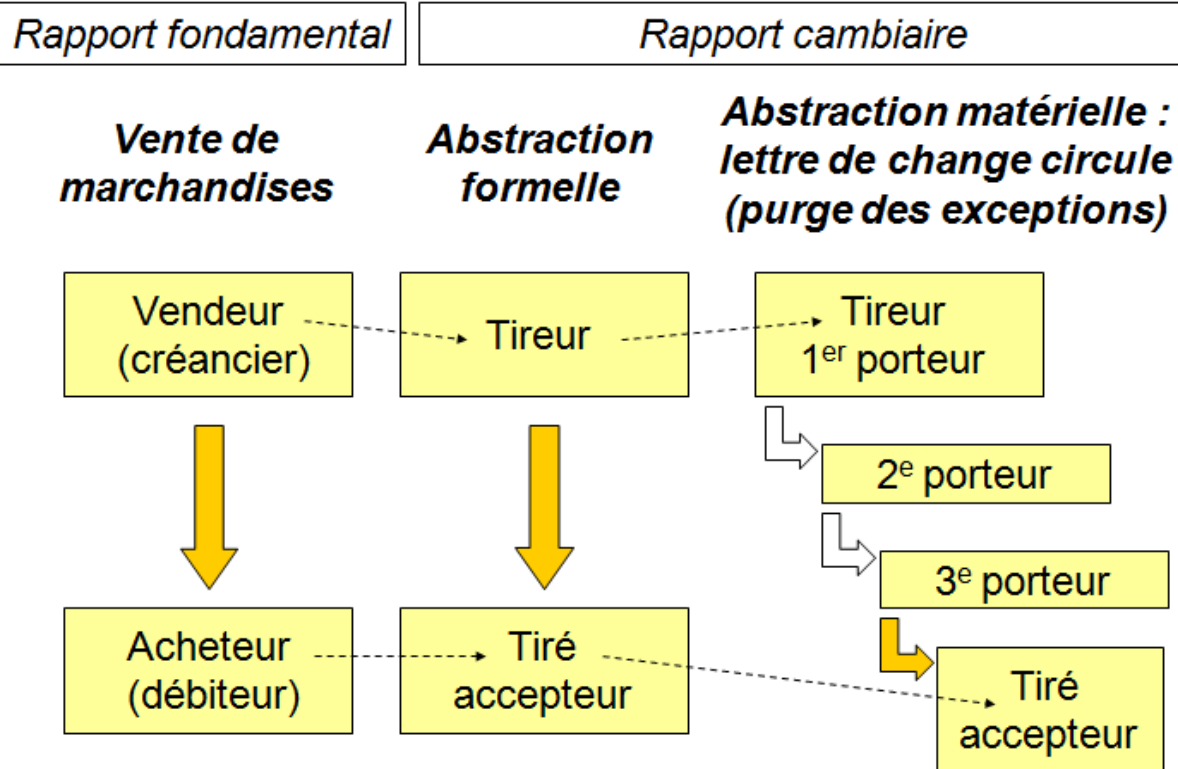 Rapport fondamental
Rapport cambiaire
Vente de
marchandises
Abstraction
formelle
Abstraction matérielle :
lettre de change circule
(purge des exceptions)
Vendeur
(créancier)
Tireur
Tireur
1er porteur
2e porteur
3e porteur
Acheteur
(débiteur)
Tiré
accepteur
Tiré
accepteur